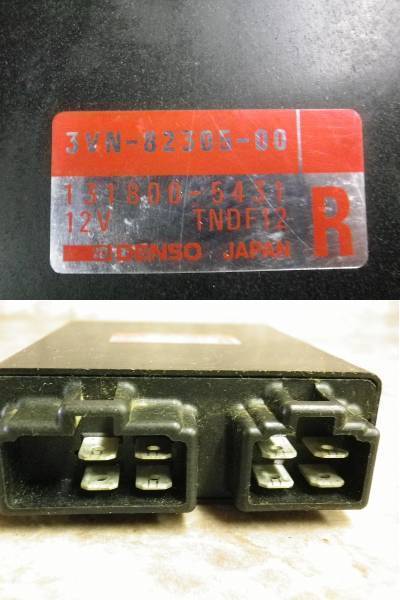 3VN-82305-00
131800-5431
12V TNDF12
DENSO JAPAN
R